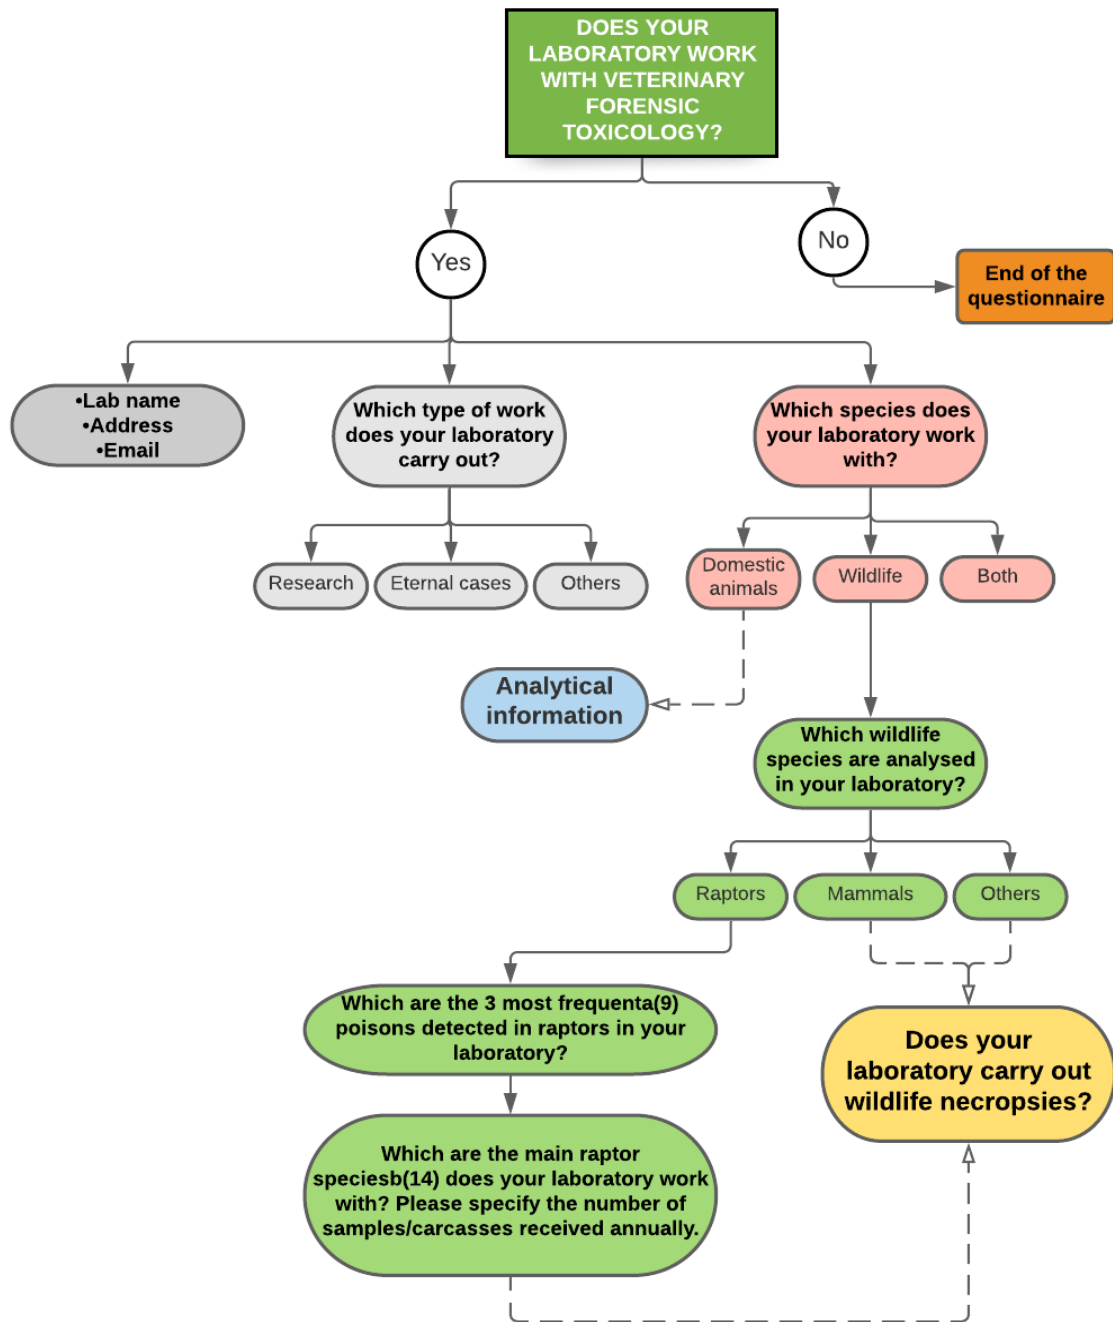 DOES YOUR
LABORATORY WORK
WITH VETERINARY
FORENSIC
TOXICOLOGY?
Yes
No
End of the
questionnaire
•Lab name
•Address
•Email
Which type of work
does your laboratory
carry out?
Which species does
your laboratory work
with?
Research
Eternal cases
Others
Domestic
animals
Wildlife
Both
Analytical
information
Which wildlife
species are analysed
in your laboratory?
Raptors
Mammals
Others
Which are the 3 most frequenta(9)
poisons detected in raptors in your
laboratory?
Does your
laboratory carry out
wildlife necropsies?
Which are the main raptor
speciesb(14) does your laboratory work
with? Please specify the number of
samples/carcasses received annually.